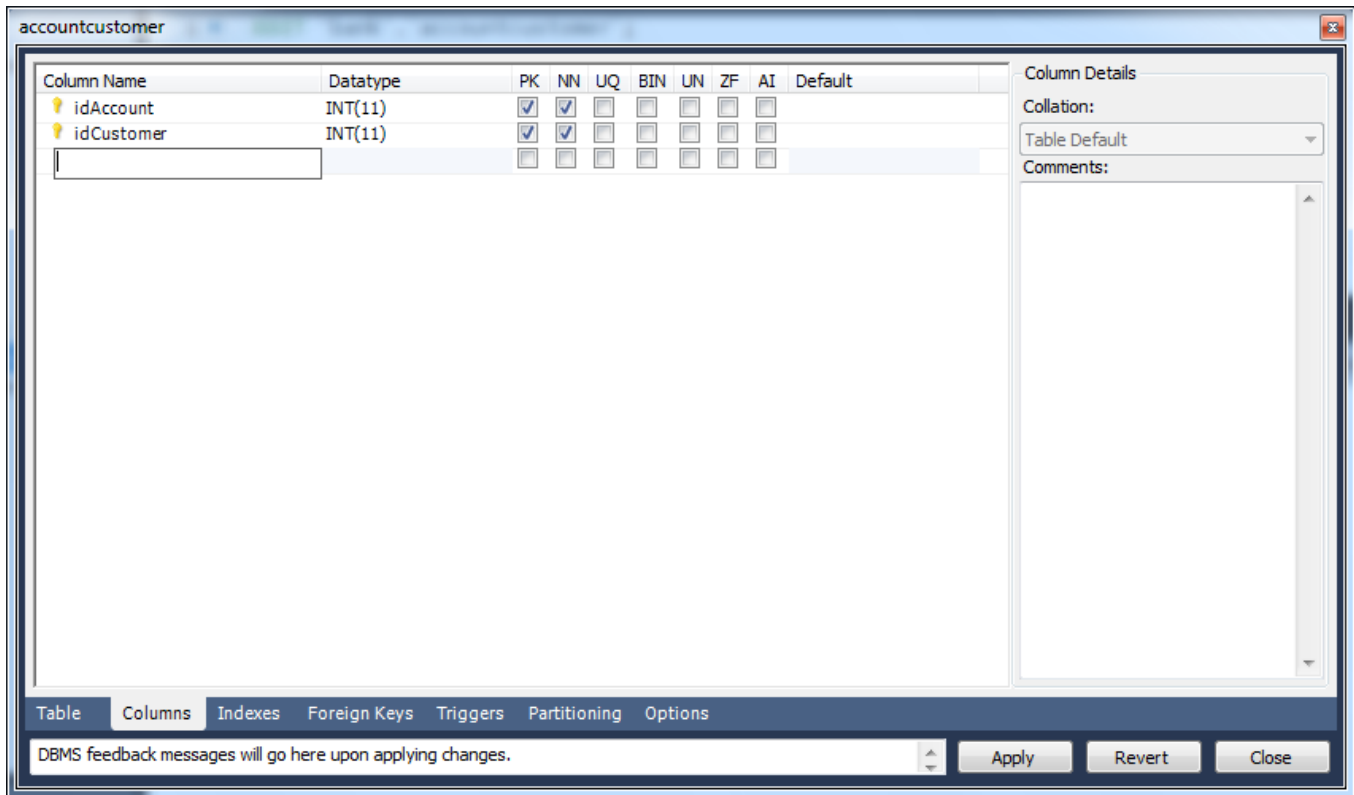 accountcustomer
Column Name Datatype PK NN UQ BIN UN ZF AI Default
idAccount INT(11)
idCustomer INT(11)
Column Details
Collation:
Table Default
Comments:
Table Columns Indexes Foreign Keys Triggers Partitioning Options
DBMS feedback messages will go here upon applying changes.
Apply Revert Close